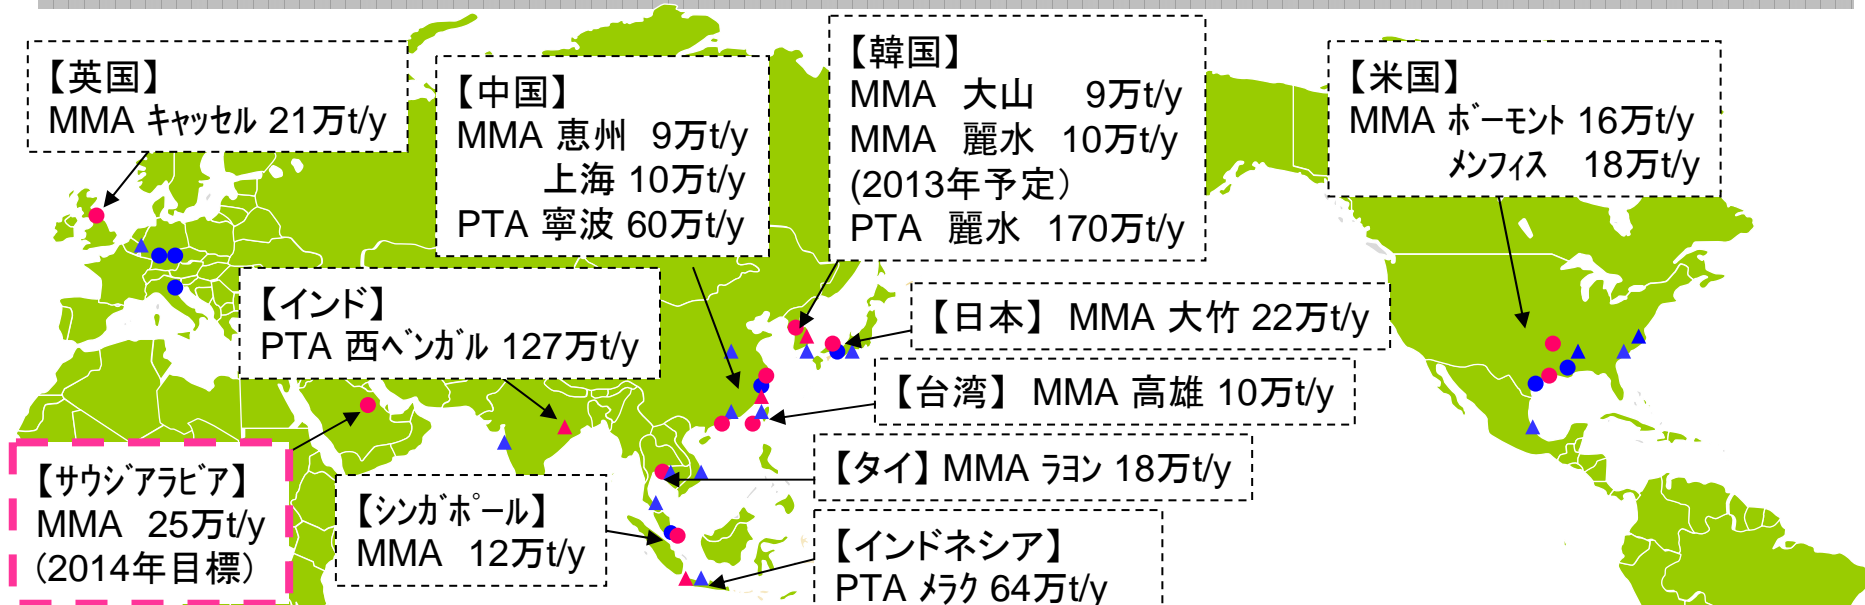 【英国】
MMA キャッセル 21万t/y
【中国】
MMA 恵州 9万t/y
上海 10万t/y
PTA 寧波 60万t/y
【韓国】
MMA 大山 9万t/y
MMA 麗水 10万t/y
(2013年予定）
PTA 麗水 170万t/y
【米国】
MMA ボーモント 16万t/y
メンフィス 18万t/y
【インド】
PTA 西ベンガル 127万t/y
【日本】 MMA 大竹 22万t/y
【台湾】 MMA 高雄 10万t/y
【サウジアラビア】
MMA 25万t/y
(2014年目標）
【シンガポール】
MMA 12万t/y
【タイ】 MMA ラヨン 18万t/y
【インドネシア】
PTA メラク 64万t/y